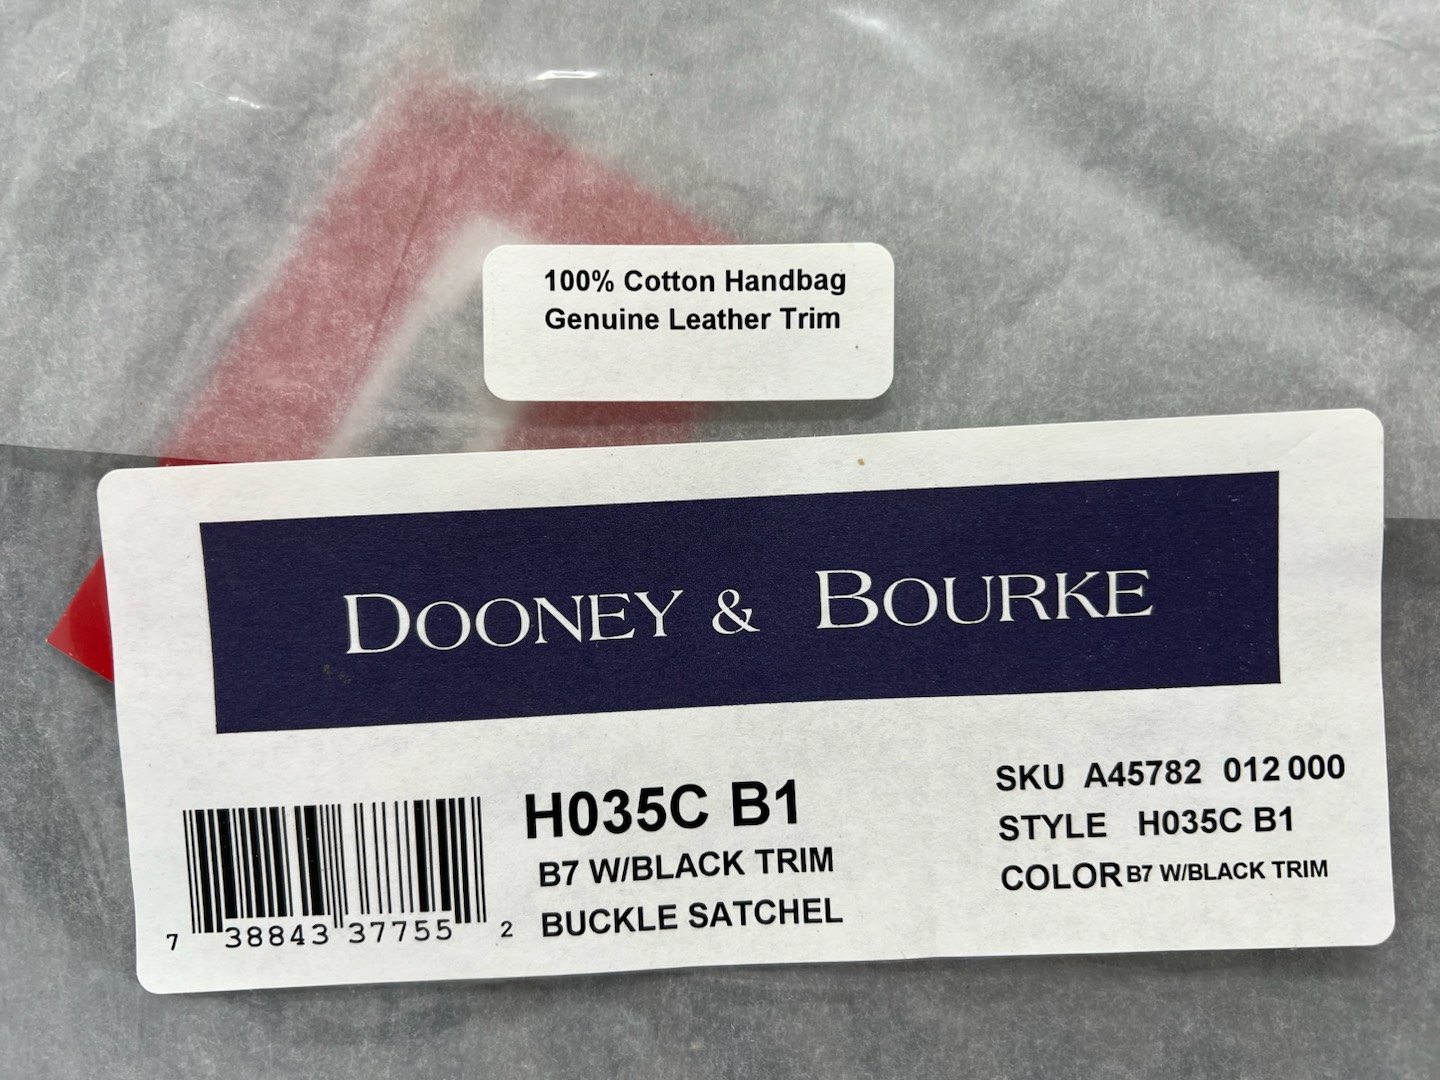 100% Cotton Handbag
Genuine Leather Trim
DOONEY & BOURKE
H035C B1
B7 W/BLACK TRIM
BUCKLE SATCHEL
SKU A45782 012 000
STYLE H035C B1
COLOR B7 W/BLACK TRIM
7 38843 37755 2